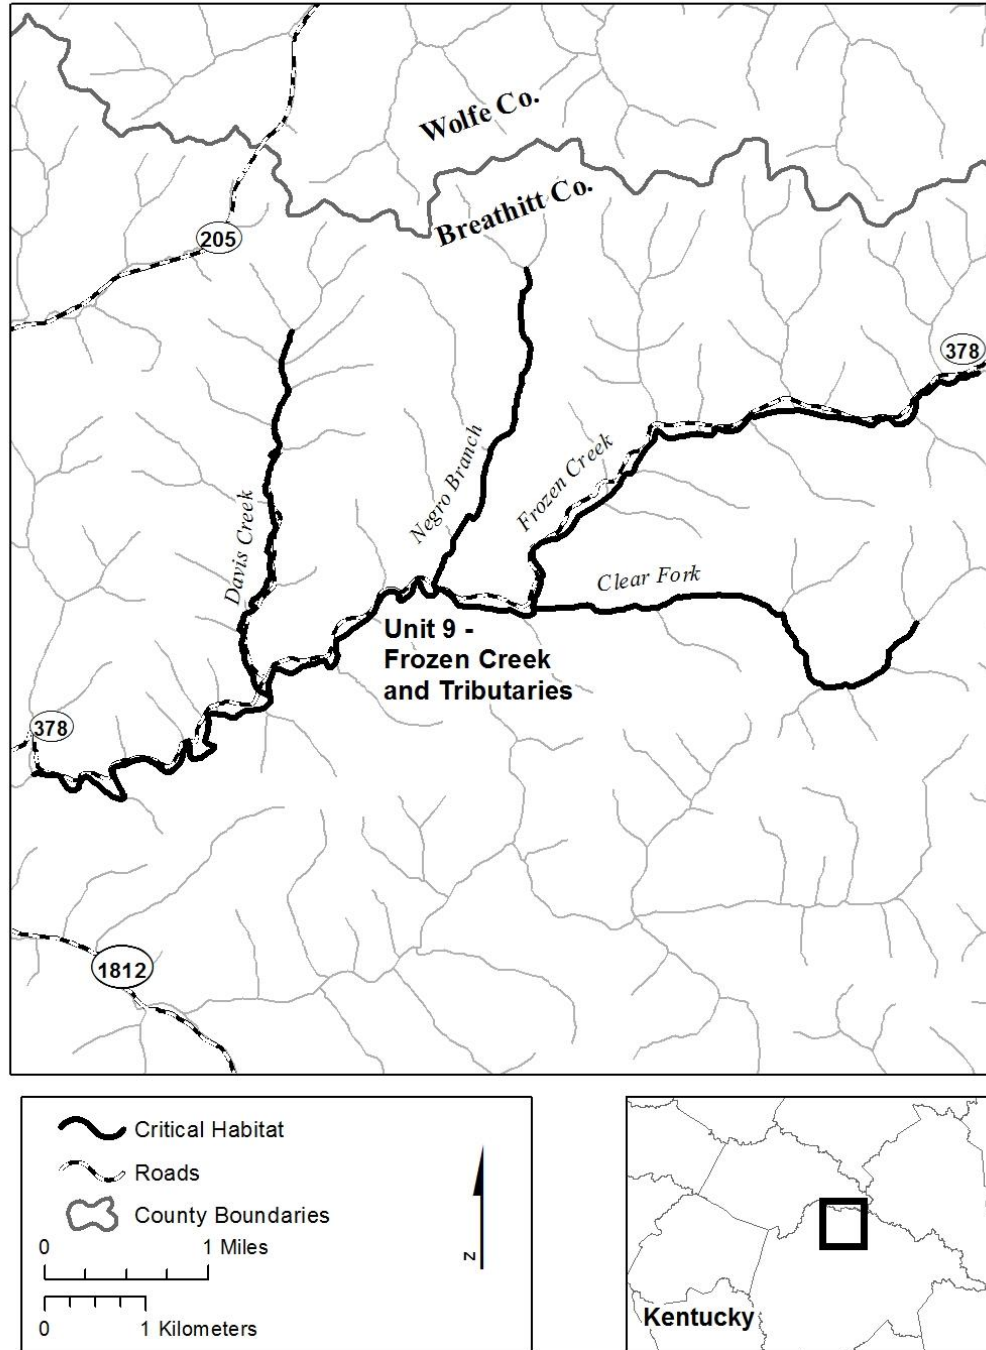 Wolfe Co.
Breathitt Co.
205
378
Negro Branch
Frozen Creek
Davis Creek
Clear Fork
Unit 9 -
Frozen Creek
and Tributaries
378
1812
Critical Habitat
Roads
County Boundaries
0 1 Miles
0 1 Kilometers
N
Kentucky